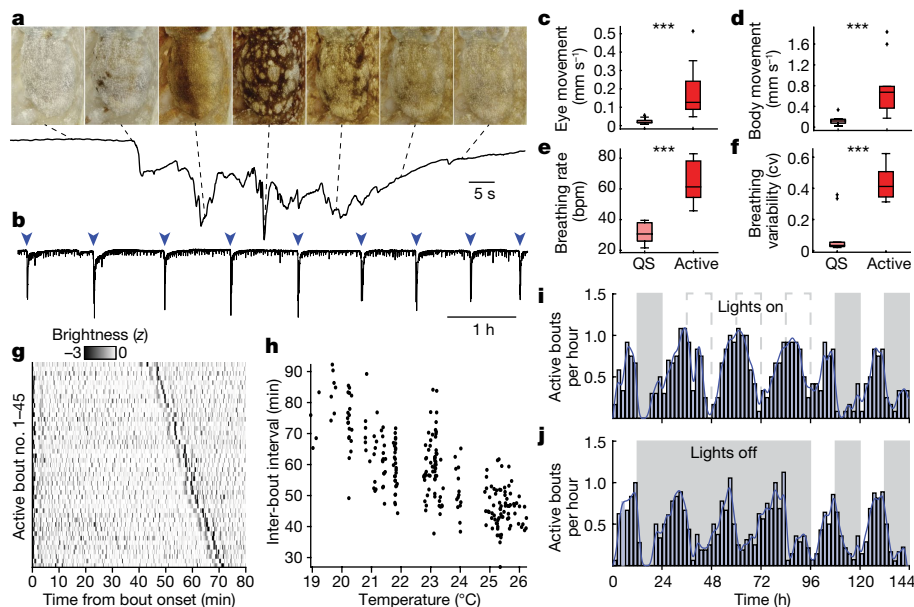 a
5 s
b
1 h
c
***
Eye movement
(mm s⁻¹)
0.5
0.4
0.3
0.2
0.1
0
d
***
Body movement
(mm s⁻¹)
1.6
1.2
0.8
0.4
0
e
***
Breathing rate
(bpm)
80
60
40
20
QS
Active
f
***
Breathing
variability (cv)
0.6
0.4
0.2
0
QS
Active
g
Brightness (z)
−3
0
Active bout no. 1–45
0 10 20 30 40 50 60 70 80
Time from bout onset (min)
h
Inter-bout interval (min)
90
80
70
60
50
40
30
19 20 21 22 23 24 25 26
Temperature (°C)
i
Lights on
Active bouts
per hour
1.5
1.0
0.5
0
j
Lights off
Active bouts
per hour
1.5
1.0
0.5
0 24 48 72 96 120 144
Time (h)